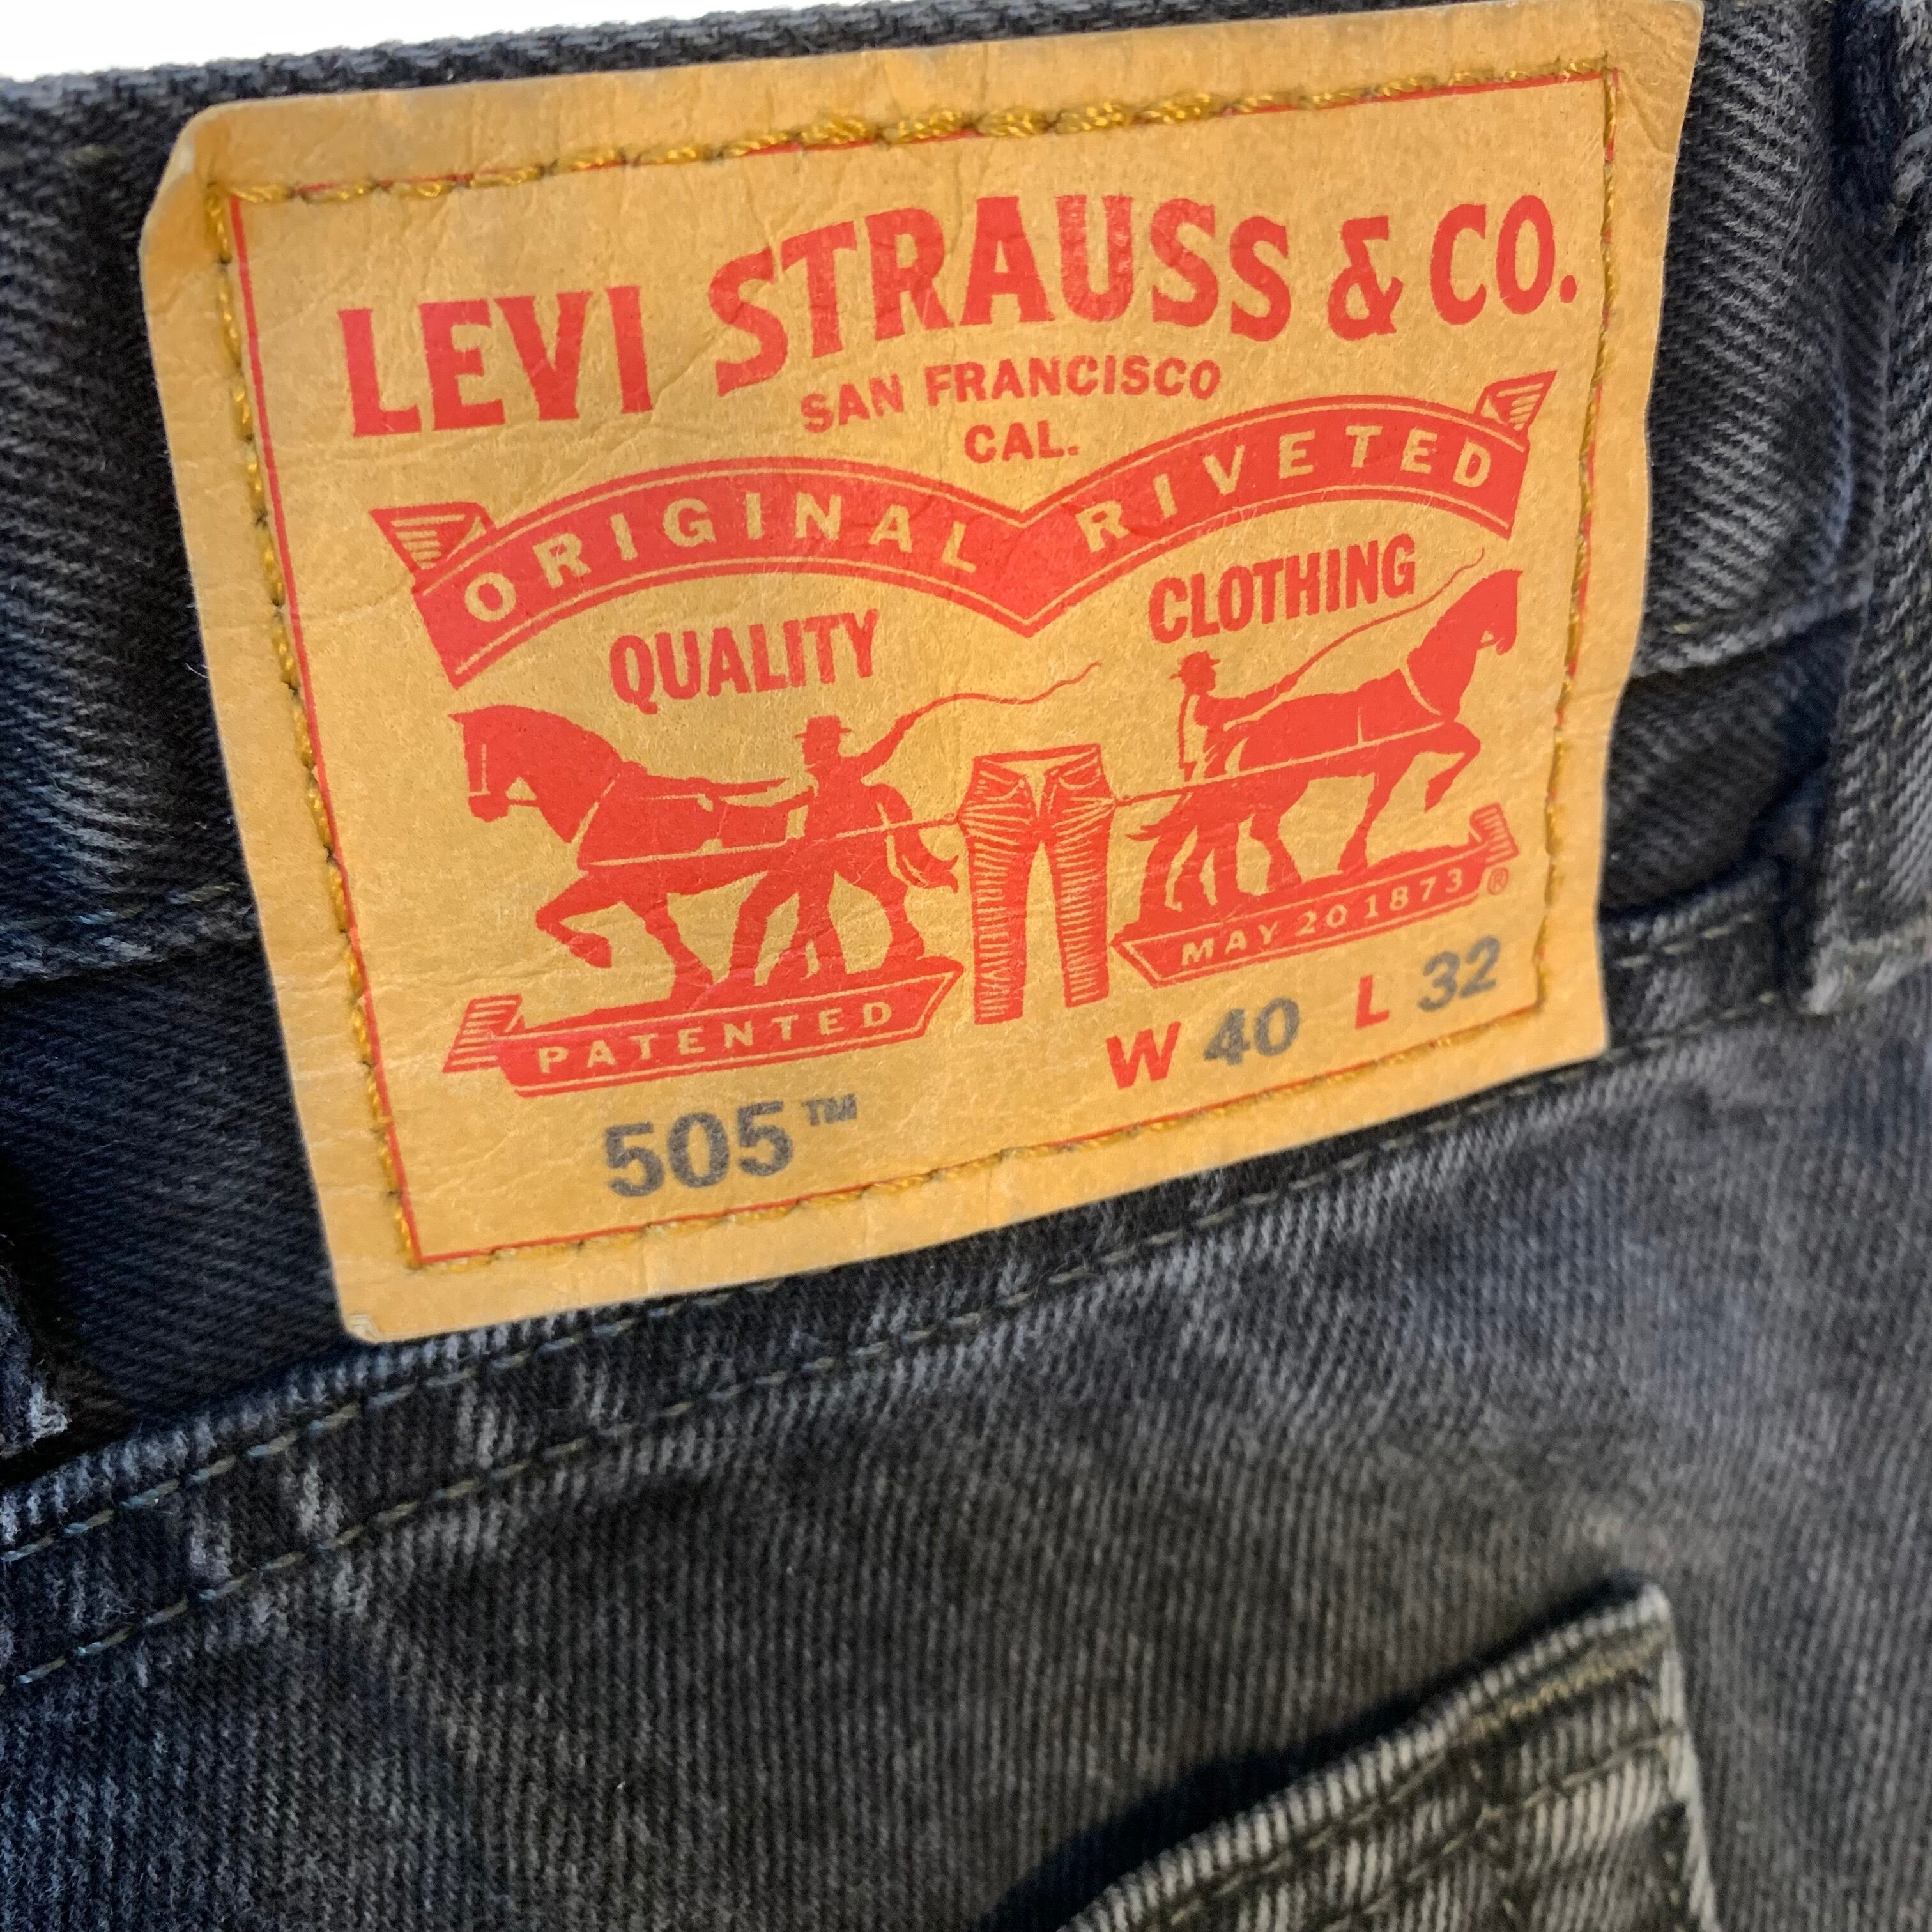 LEVI STRAUSS & CO.
SAN FRANCISCO
CAL.
ORIGINAL RIVETED
QUALITY CLOTHING
PATENTED MAY 20 1873 ®
505™ W 40 L 32